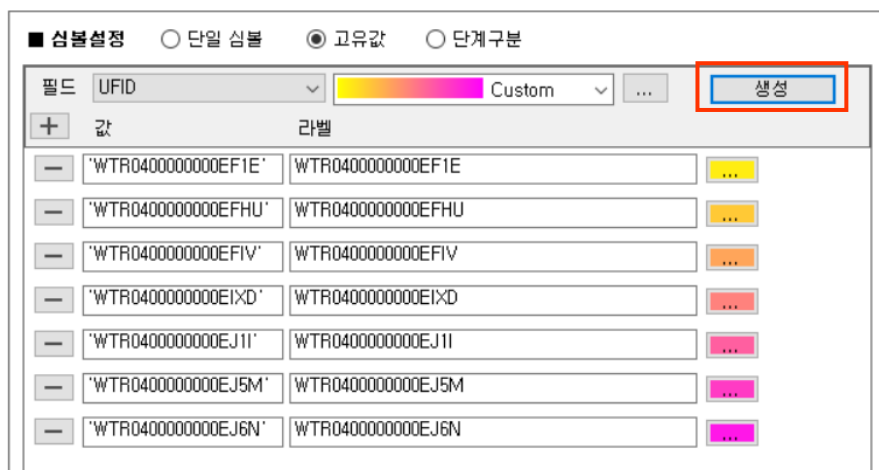 ■ 심볼설정 단일 심볼 고유값 단계구분
필드 UFID Custom ... 생성
+ 값 라벨
− 'WTR0400000000EF1E' WTR0400000000EF1E ...
− 'WTR0400000000EFHU' WTR0400000000EFHU ...
− 'WTR0400000000EFIV' WTR0400000000EFIV ...
− 'WTR0400000000EIXD' WTR0400000000EIXD ...
− 'WTR0400000000EJ1I' WTR0400000000EJ1I ...
− 'WTR0400000000EJ5M' WTR0400000000EJ5M ...
− 'WTR0400000000EJ6N' WTR0400000000EJ6N ...